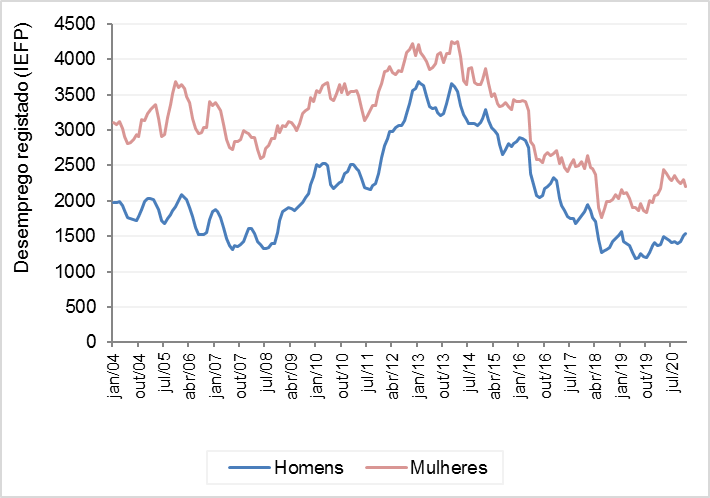 Desemprego registado (IEFP)
4500
4000
3500
3000
2500
2000
1500
1000
500
0
jan/04
out/04
jul/05
abr/06
jan/07
out/07
jul/08
abr/09
jan/10
out/10
jul/11
abr/12
jan/13
out/13
jul/14
abr/15
jan/16
out/16
jul/17
abr/18
jan/19
out/19
jul/20
Homens
Mulheres